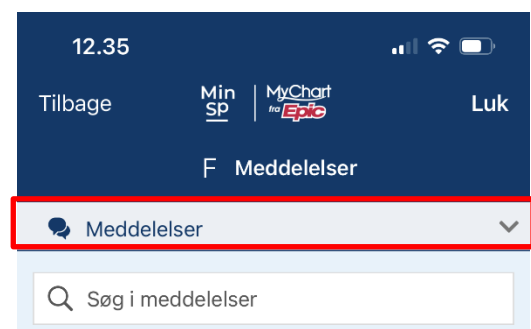 12.35
Tilbage
Min
SP
MyChart
fra Epic
Luk
F Meddelelser
Meddelelser
Søg i meddelelser